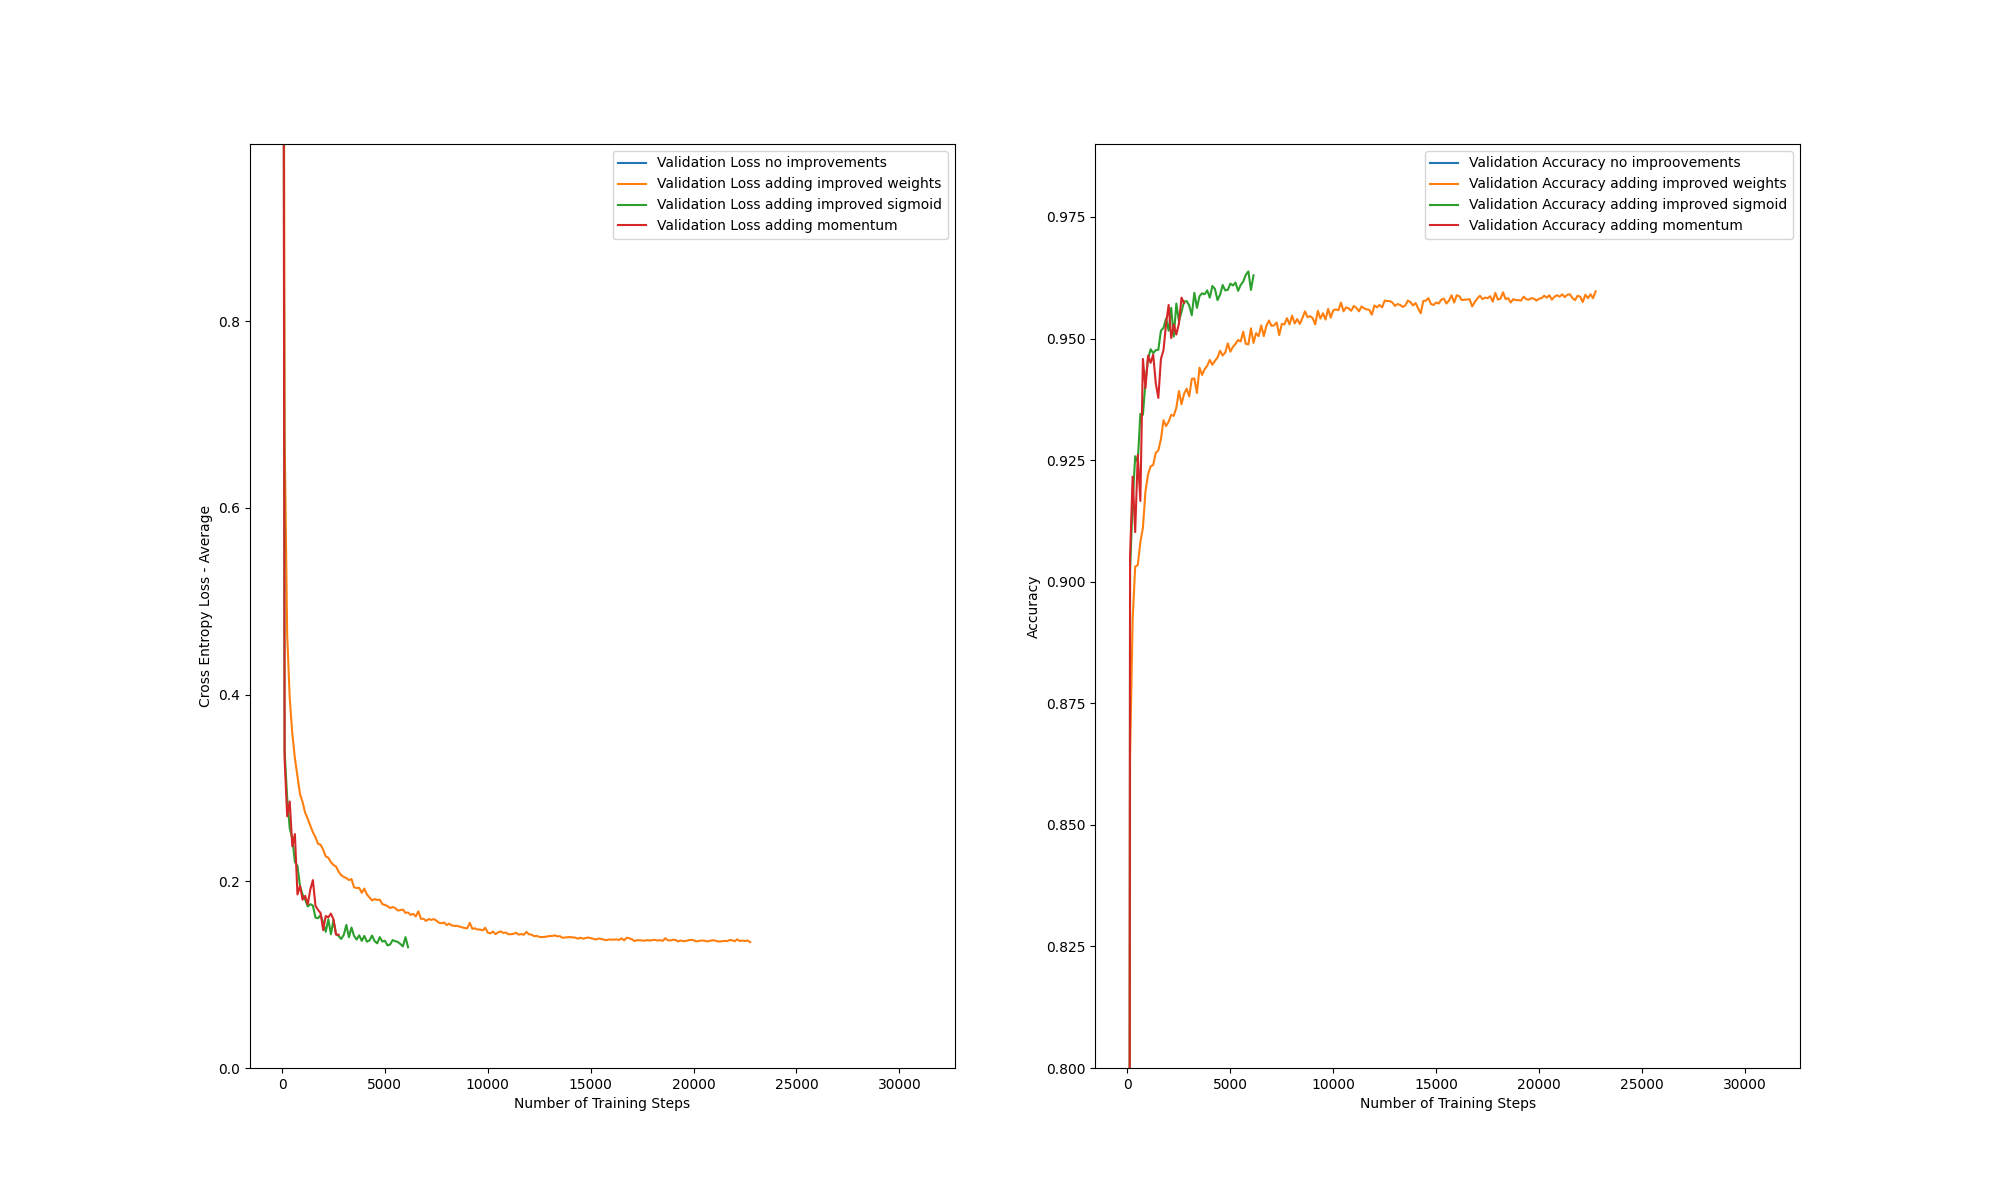 Validation Loss no improvements
Validation Loss adding improved weights
Validation Loss adding improved sigmoid
Validation Loss adding momentum
0.8
0.6
0.4
0.2
0.0
Cross Entropy Loss - Average
0 5000 10000 15000 20000 25000 30000
Number of Training Steps
Validation Accuracy no improovements
Validation Accuracy adding improved weights
Validation Accuracy adding improved sigmoid
Validation Accuracy adding momentum
0.975
0.950
0.925
0.900
0.875
0.850
0.825
0.800
Accuracy
0 5000 10000 15000 20000 25000 30000
Number of Training Steps